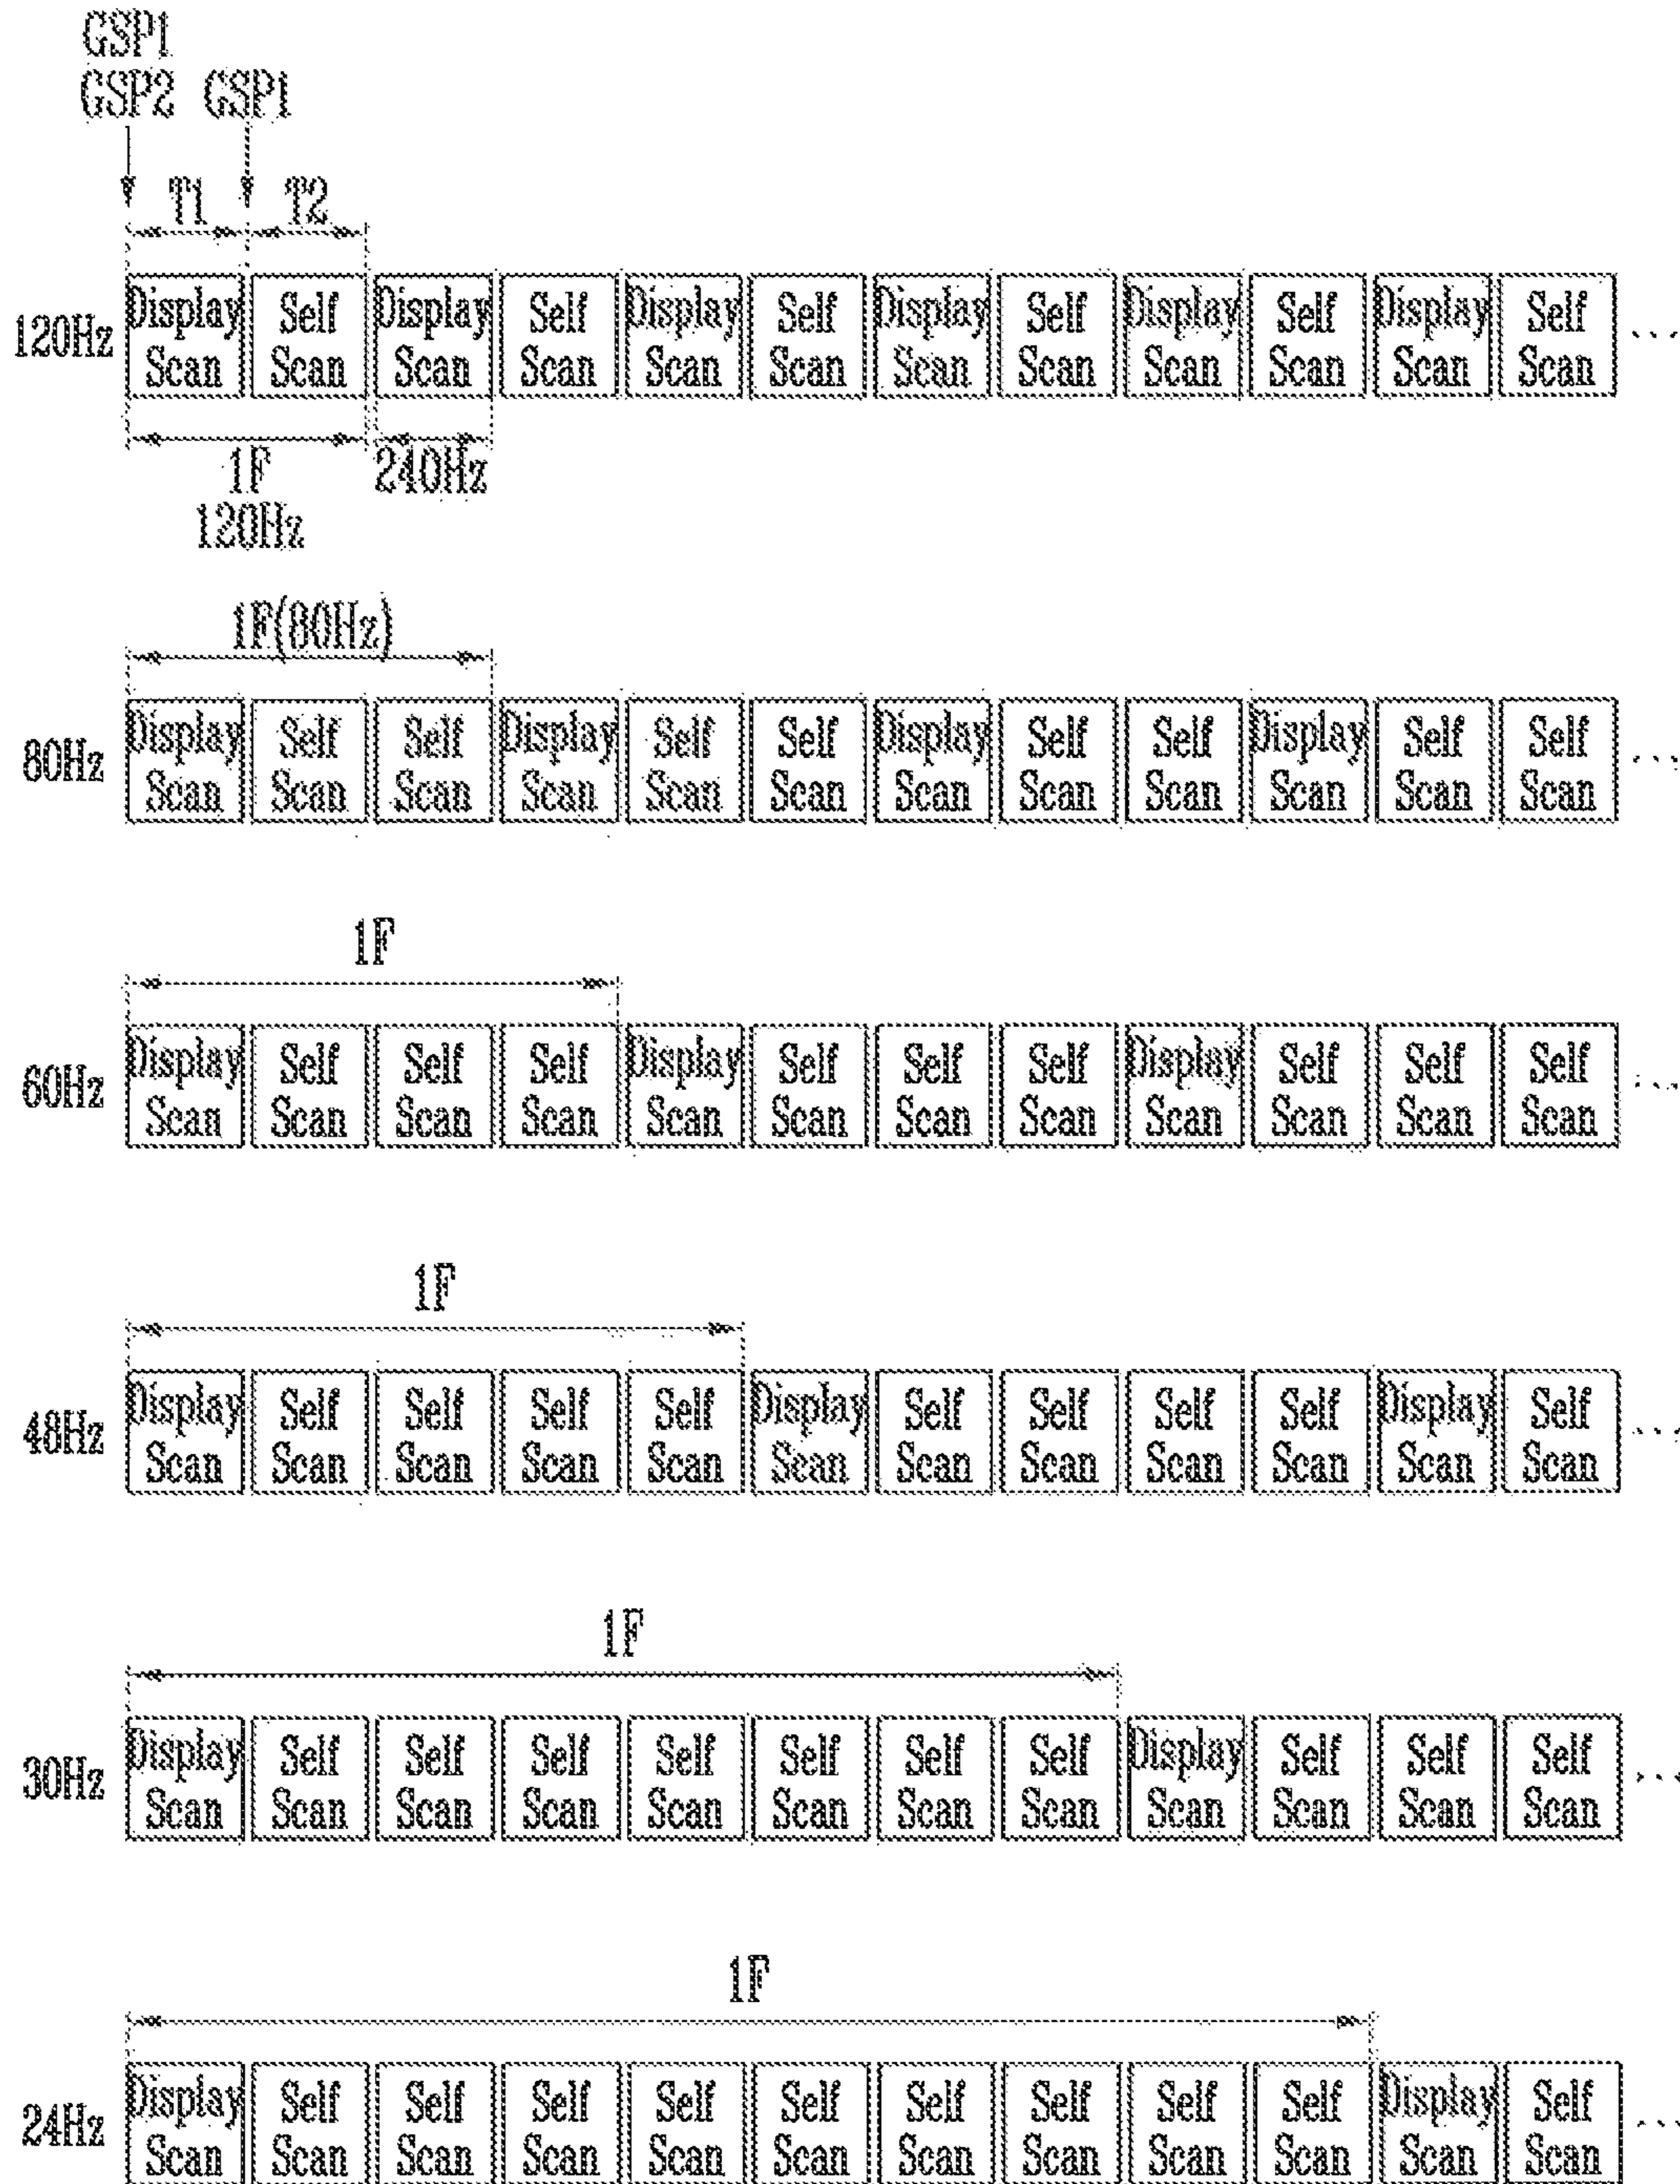 GSP1
GSP2 GSP1
T1 T2
120Hz Display Scan Self Scan Display Scan Self Scan Display Scan Self Scan Display Scan Self Scan Display Scan Self Scan Display Scan Self Scan ...
1F 240Hz
120Hz
1F(80Hz)
80Hz Display Scan Self Scan Self Scan Display Scan Self Scan Self Scan Display Scan Self Scan Self Scan Display Scan Self Scan Self Scan ...
1F
60Hz Display Scan Self Scan Self Scan Self Scan Display Scan Self Scan Self Scan Self Scan Display Scan Self Scan Self Scan Self Scan ...
1F
48Hz Display Scan Self Scan Self Scan Self Scan Self Scan Display Scan Self Scan Self Scan Self Scan Self Scan Display Scan Self Scan ...
1F
30Hz Display Scan Self Scan Self Scan Self Scan Self Scan Self Scan Self Scan Self Scan Display Scan Self Scan Self Scan Self Scan ...
1F
24Hz Display Scan Self Scan Self Scan Self Scan Self Scan Self Scan Self Scan Self Scan Self Scan Self Scan Display Scan Self Scan ...